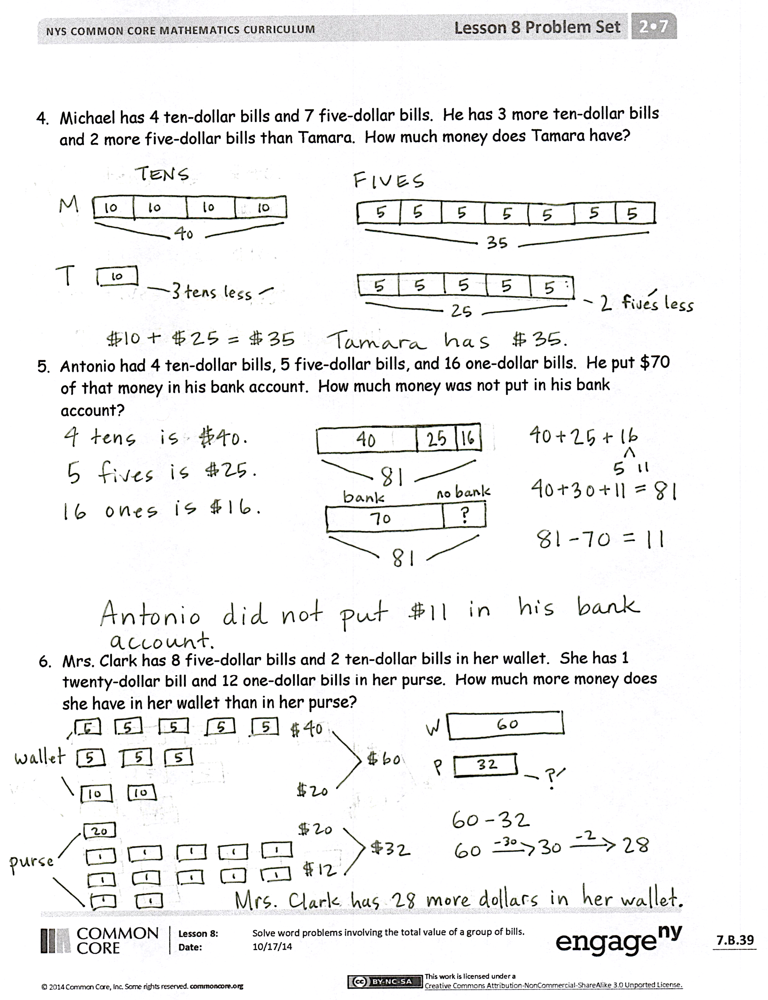 NYS COMMON CORE MATHEMATICS CURRICULUM Lesson 8 Problem Set 2•7
4. Michael has 4 ten-dollar bills and 7 five-dollar bills. He has 3 more ten-dollar bills
and 2 more five-dollar bills than Tamara. How much money does Tamara have?
TENS FIVES
M 10 10 10 10 5 5 5 5 5 5 5
40 35
T 10 5 5 5 5 5
3 tens less 25 2 fives less
$10 + $25 = $35 Tamara has $35.
5. Antonio had 4 ten-dollar bills, 5 five-dollar bills, and 16 one-dollar bills. He put $70
of that money in his bank account. How much money was not put in his bank
account?
4 tens is $40. 40 25 16 40+25+16
5 fives is $25. 81 5 11
bank no bank 40+30+11 = 81
16 ones is $16. 70 ?
81 81-70 = 11
Antonio did not put $11 in his bank
account.
6. Mrs. Clark has 8 five-dollar bills and 2 ten-dollar bills in her wallet. She has 1
twenty-dollar bill and 12 one-dollar bills in her purse. How much more money does
she have in her wallet than in her purse?
5 5 5 5 5 $40 W 60
wallet 5 5 5 $60 P 32 ?
10 10 $20
20 $20 60-32
purse 1 1 1 1 1 $32 60 -30 30 -2 28
1 1 1 1 1 $12
1 1 Mrs. Clark has 28 more dollars in her wallet.
COMMON CORE Lesson 8: Solve word problems involving the total value of a group of bills.
Date: 10/17/14
engageny 7.B.39
cc BY-NC-SA This work is licensed under a
© 2014 Common Core, Inc. Some rights reserved. commoncore.org Creative Commons Attribution-NonCommercial-ShareAlike 3.0 Unported License.